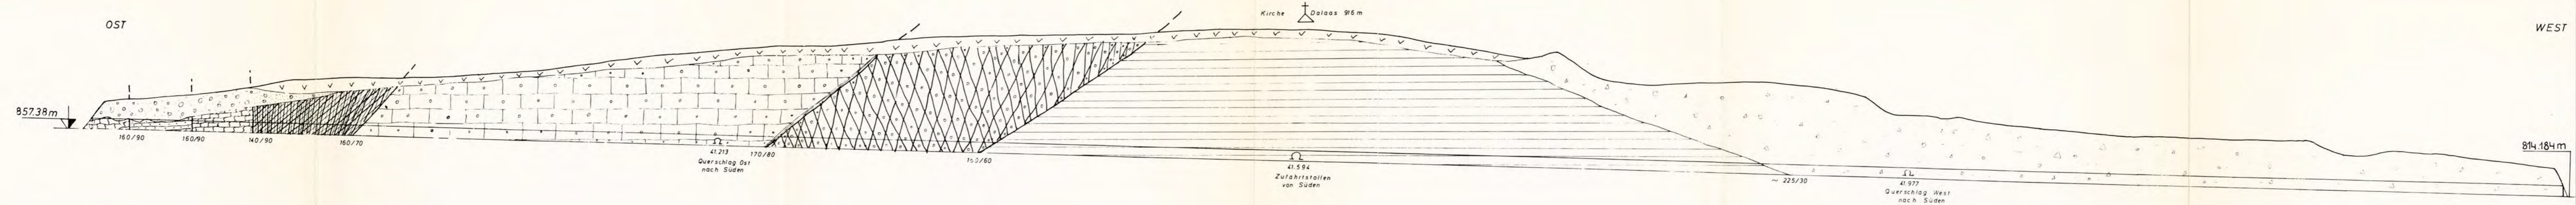 OST
Kirche Dalaas 916 m
WEST
857.38 m
814.184 m
160/90
160/90
140/90
160/70
41.213
Querschlag Ost
nach Süden
170/80
41.594
Zufahrtstollen
von Süden
~ 225/30
41.977
Querschlag West
nach Süden